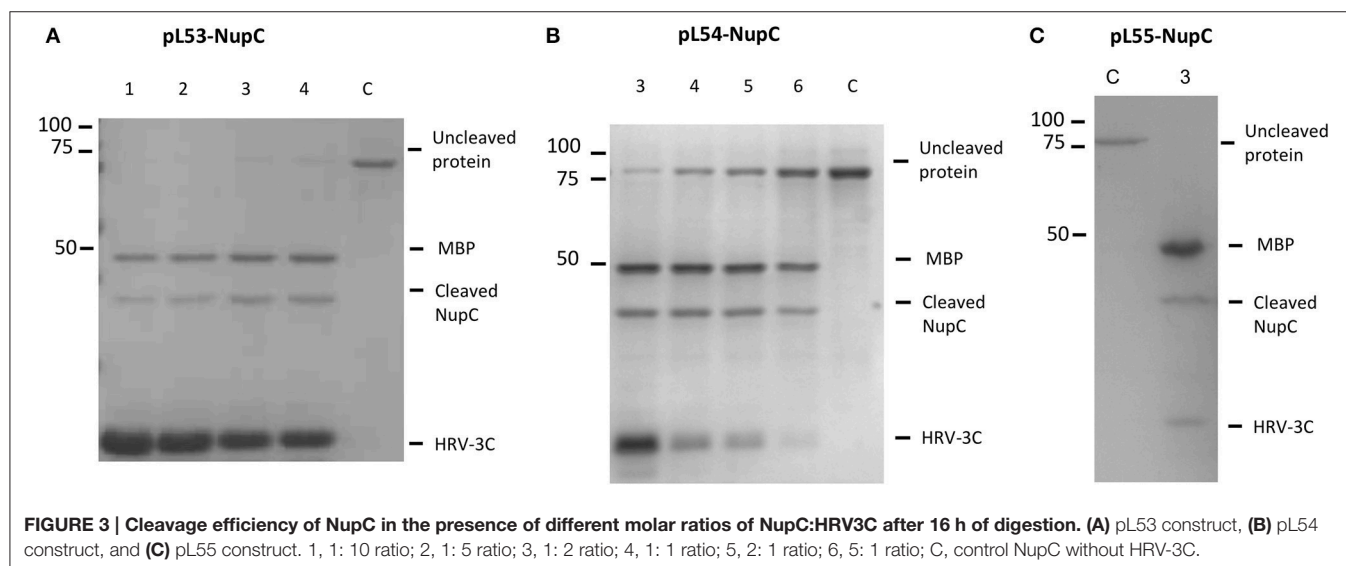 A
pL53-NupC
1 2 3 4 C
100
75
50
Uncleaved
protein
MBP
Cleaved
NupC
HRV-3C
B
pL54-NupC
3 4 5 6 C
100
75
50
Uncleaved
protein
MBP
Cleaved
NupC
HRV-3C
C
pL55-NupC
C 3
100
75
50
Uncleaved
protein
MBP
Cleaved
NupC
HRV-3C
FIGURE 3 | Cleavage efficiency of NupC in the presence of different molar ratios of NupC:HRV3C after 16 h of digestion. (A) pL53 construct, (B) pL54
construct, and (C) pL55 construct. 1, 1: 10 ratio; 2, 1: 5 ratio; 3, 1: 2 ratio; 4, 1: 1 ratio; 5, 2: 1 ratio; 6, 5: 1 ratio; C, control NupC without HRV-3C.